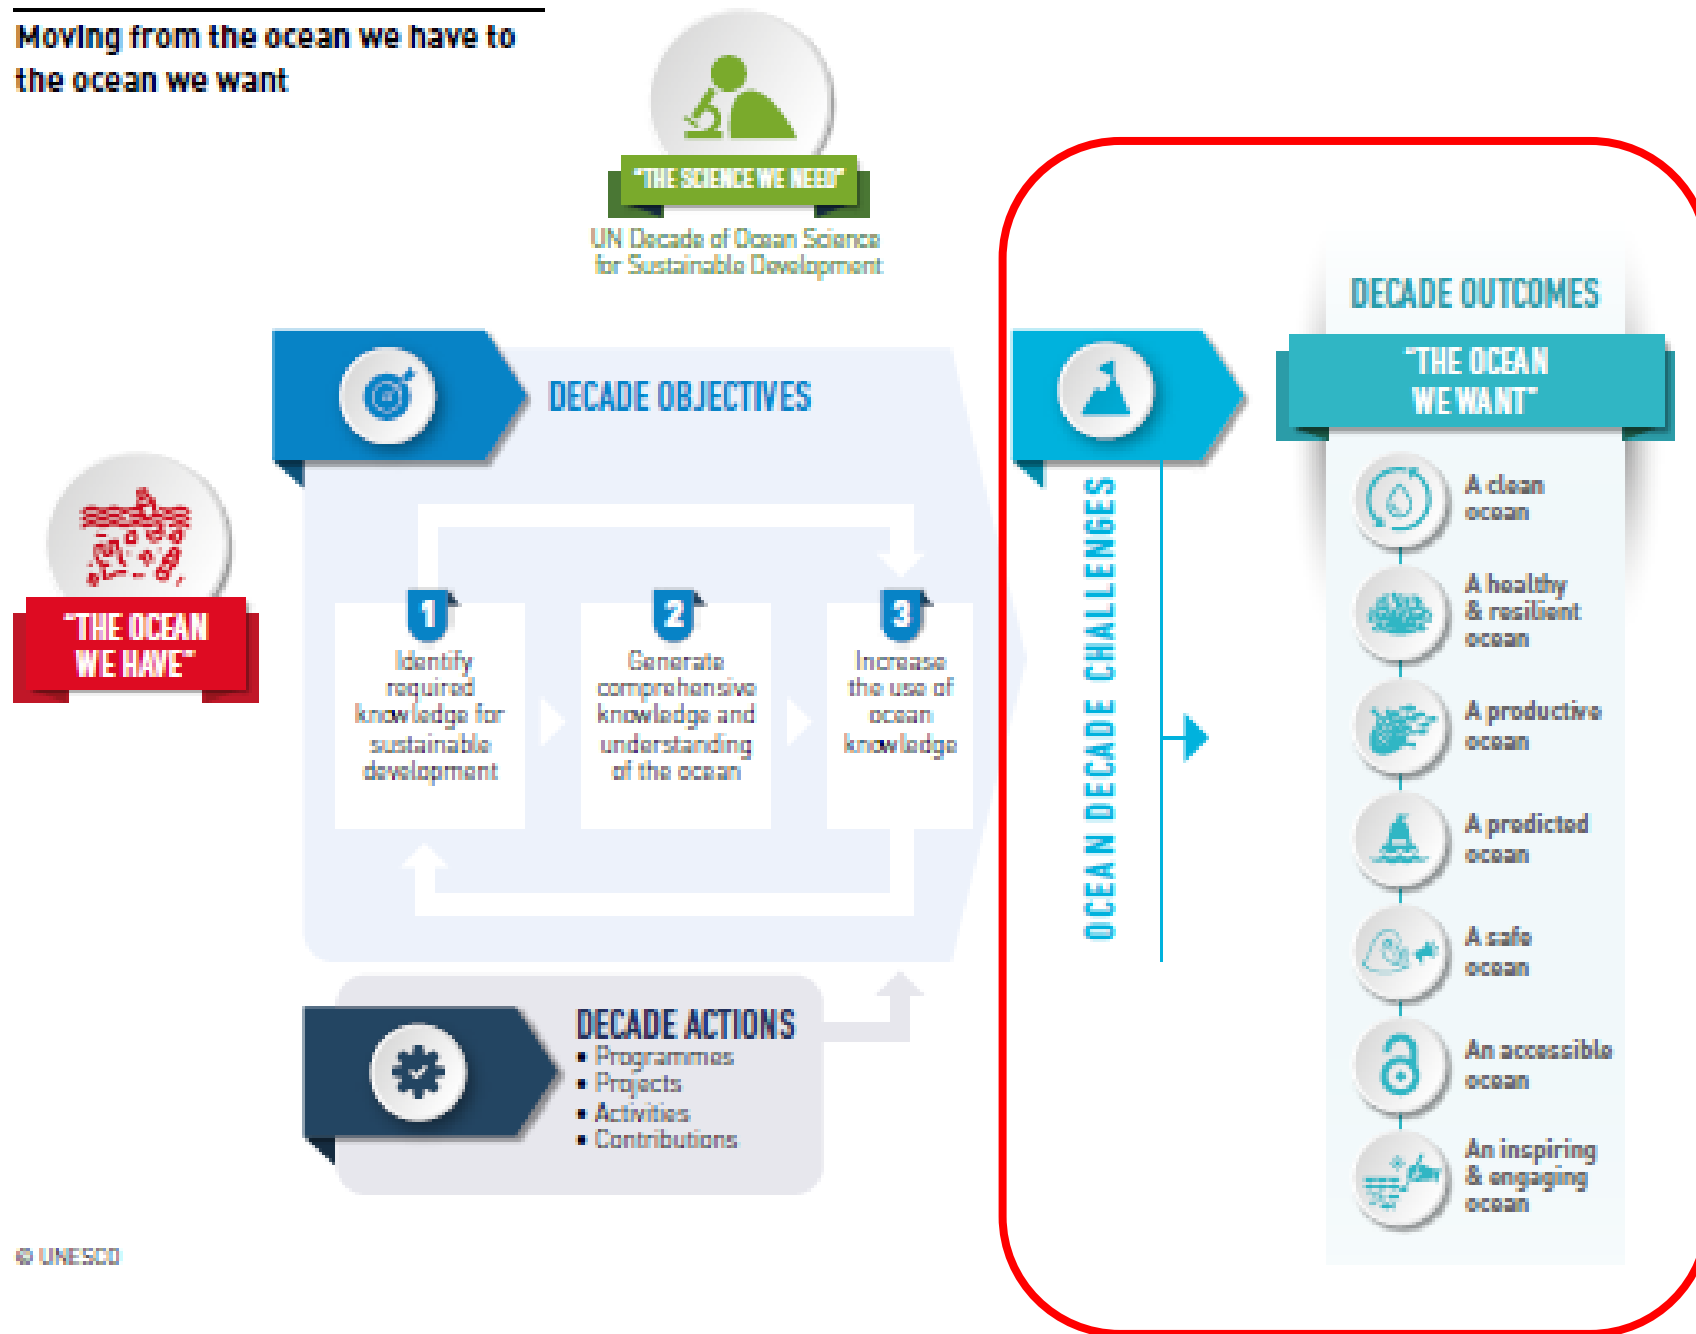 Moving from the ocean we have to
the ocean we want
"THE SCIENCE WE NEED"
UN Decade of Ocean Science
for Sustainable Development
"THE OCEAN
WE HAVE"
DECADE OBJECTIVES
1
Identify
required
knowledge for
sustainable
development
2
Generate
comprehensive
knowledge and
understanding
of the ocean
3
Increase
the use of
ocean
knowledge
DECADE ACTIONS
• Programmes
• Projects
• Activities
• Contributions
OCEAN DECADE CHALLENGES
DECADE OUTCOMES
"THE OCEAN
WE WANT"
A clean
ocean
A healthy
& resilient
ocean
A productive
ocean
A predicted
ocean
A safe
ocean
An accessible
ocean
An inspiring
& engaging
ocean
© UNESCO